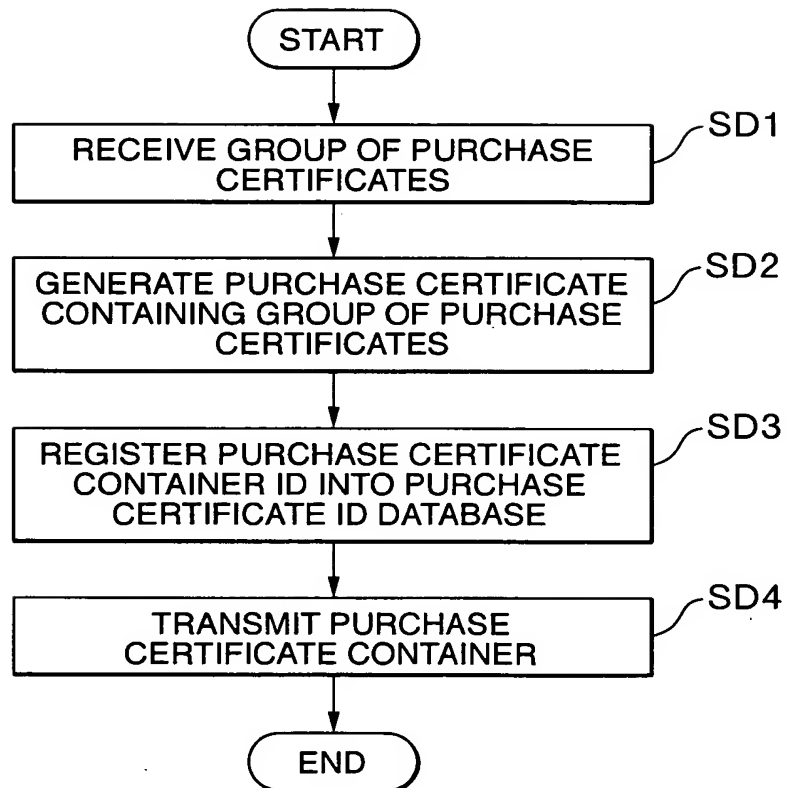 START
RECEIVE GROUP OF PURCHASE
CERTIFICATES
SD1
GENERATE PURCHASE CERTIFICATE
CONTAINING GROUP OF PURCHASE
CERTIFICATES
SD2
REGISTER PURCHASE CERTIFICATE
CONTAINER ID INTO PURCHASE
CERTIFICATE ID DATABASE
SD3
TRANSMIT PURCHASE
CERTIFICATE CONTAINER
SD4
END